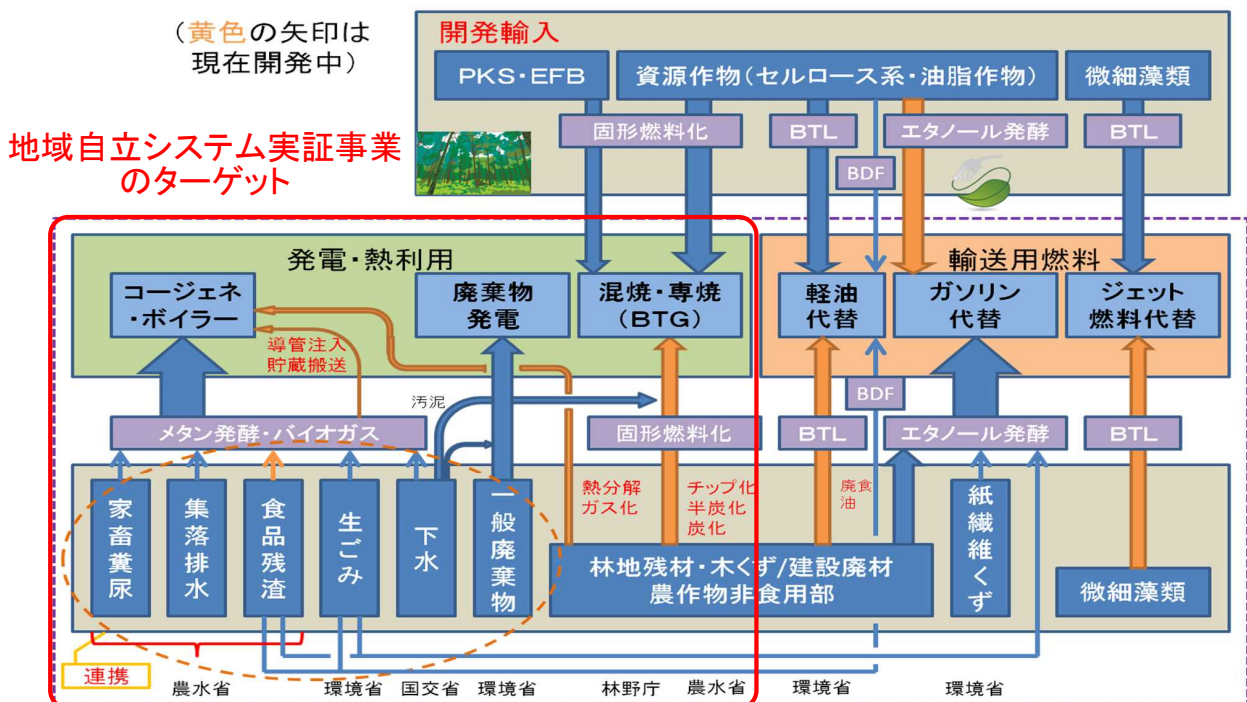 (黄色の矢印は
現在開発中)
開発輸入
PKS・EFB
資源作物(セルロース系・油脂作物)
微細藻類
固形燃料化
BTL
エタノール発酵
BTL
BDF
地域自立システム実証事業
のターゲット
発電・熱利用
輸送用燃料
コージェネ
・ボイラー
廃棄物
発電
混焼・専焼
(BTG)
軽油
代替
ガソリン
代替
ジェット
燃料代替
導管注入
貯蔵搬送
汚泥
BDF
メタン発酵・バイオガス
固形燃料化
BTL
エタノール発酵
BTL
家畜糞尿
集落排水
食品残渣
生ごみ
下水
一般廃棄物
熱分解
ガス化
チップ化
半炭化
炭化
廃食
油
紙繊維くず
林地残材・木くず/建設廃材
農作物非食用部
微細藻類
連携
農水省
環境省
国交省
環境省
林野庁
農水省
環境省
環境省